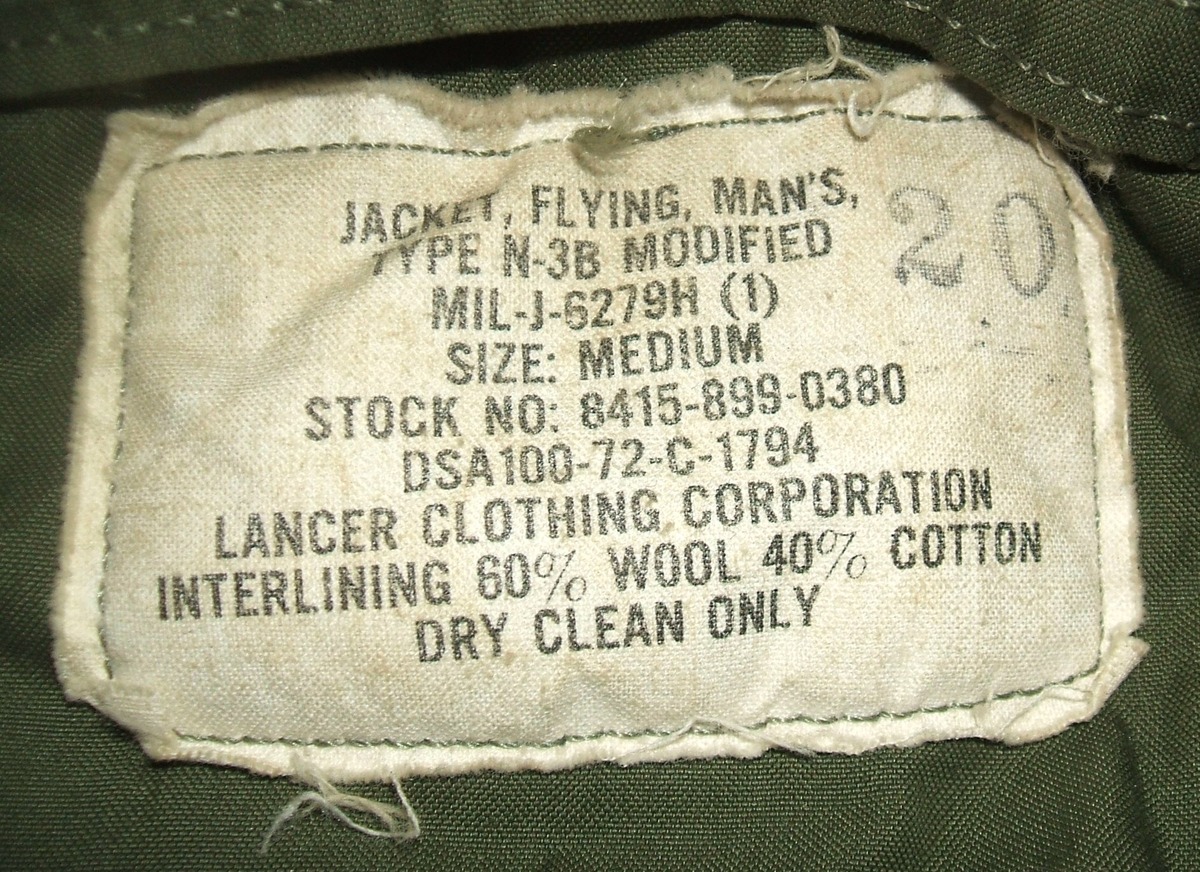 JACKET, FLYING, MAN'S,
TYPE N-3B MODIFIED
MIL-J-6279H (1)
SIZE: MEDIUM
STOCK NO: 8415-899-0380
DSA100-72-C-1794
LANCER CLOTHING CORPORATION
INTERLINING 60% WOOL 40% COTTON
DRY CLEAN ONLY
20